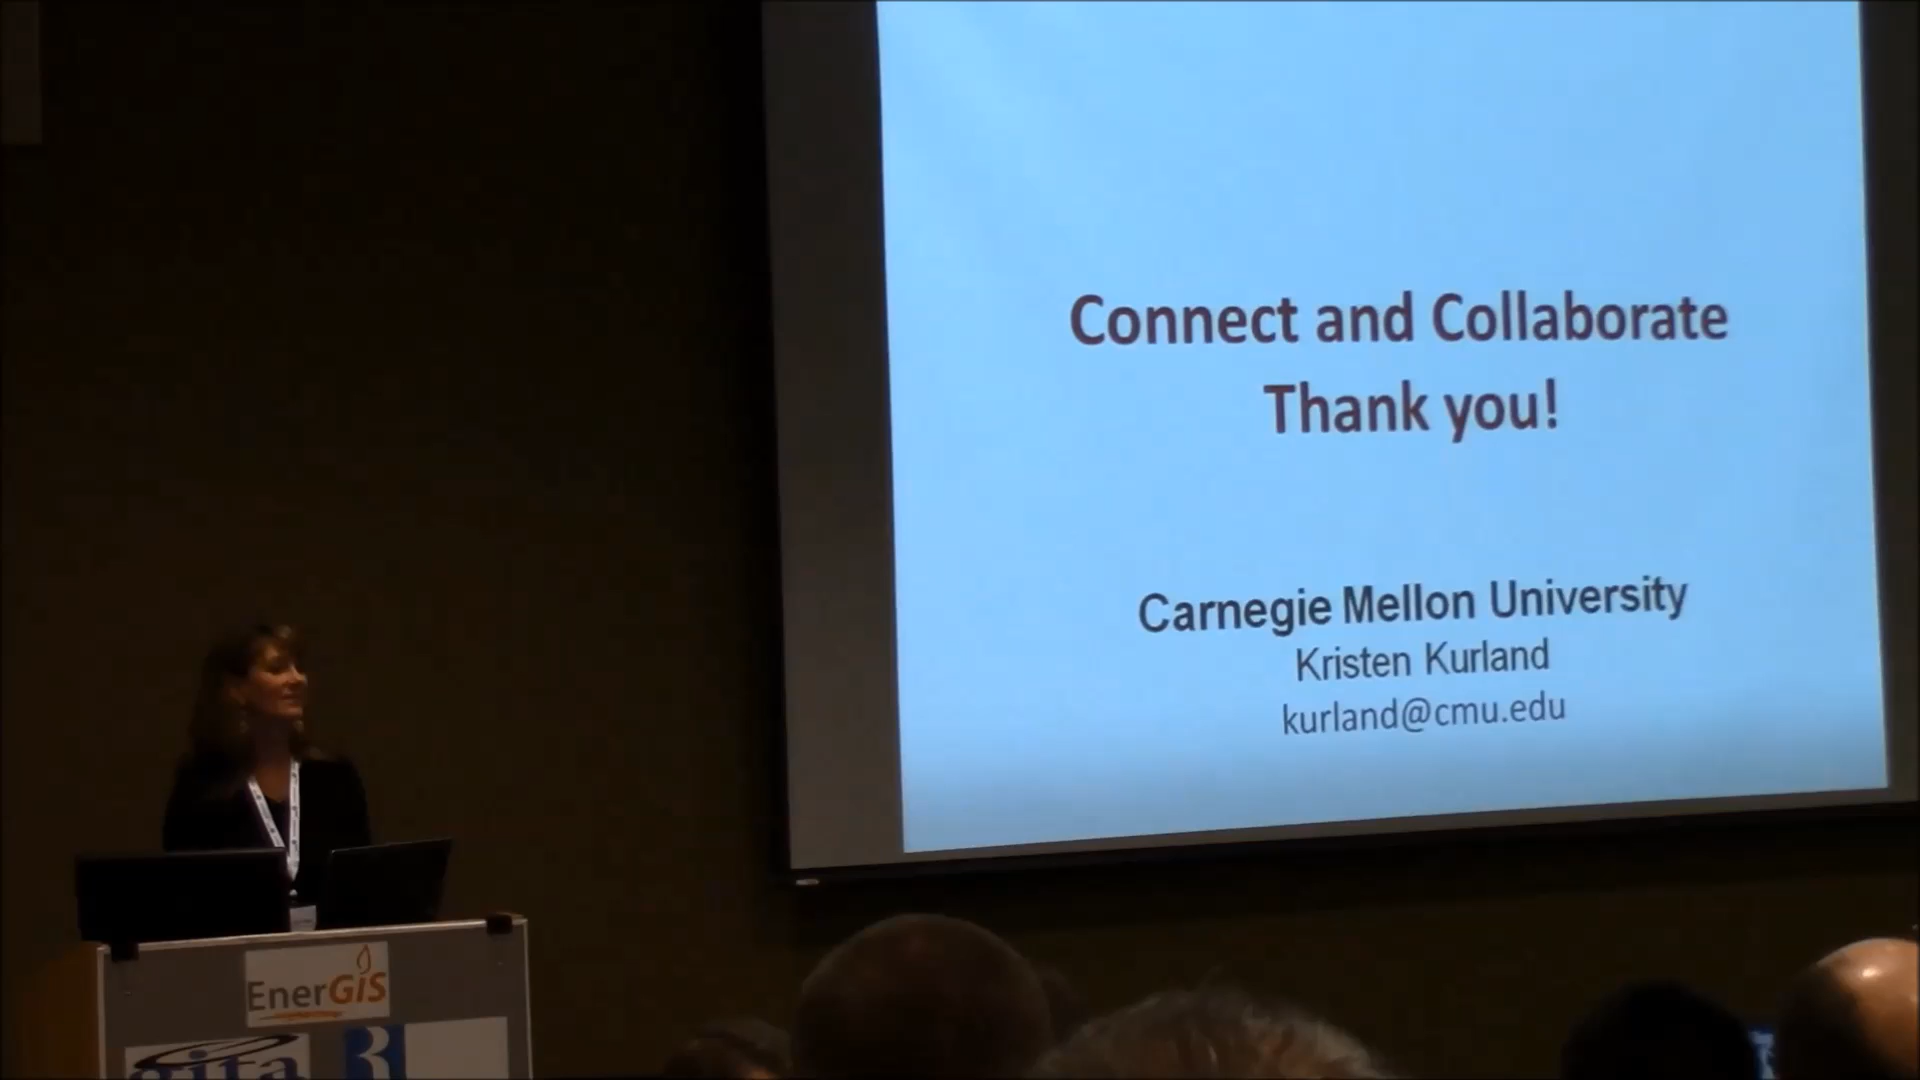 Connect and Collaborate
Thank you!
Carnegie Mellon University
Kristen Kurland
kurland@cmu.edu
EnerGiS
gita